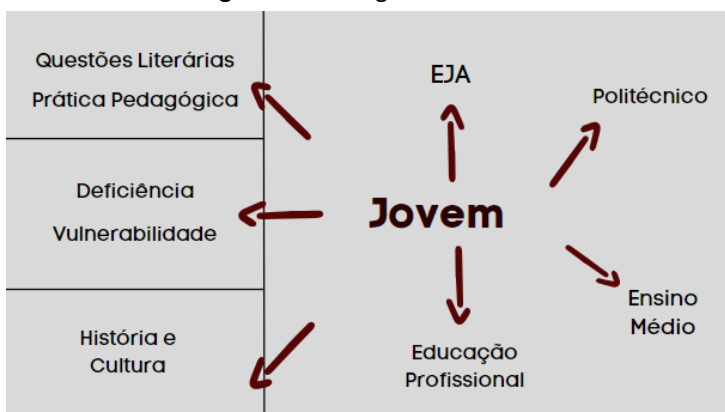 Questões Literárias
Prática Pedagógica
Deficiência
Vulnerabilidade
História e
Cultura
EJA
Politécnico
Jovem
Ensino
Médio
Educação
Profissional